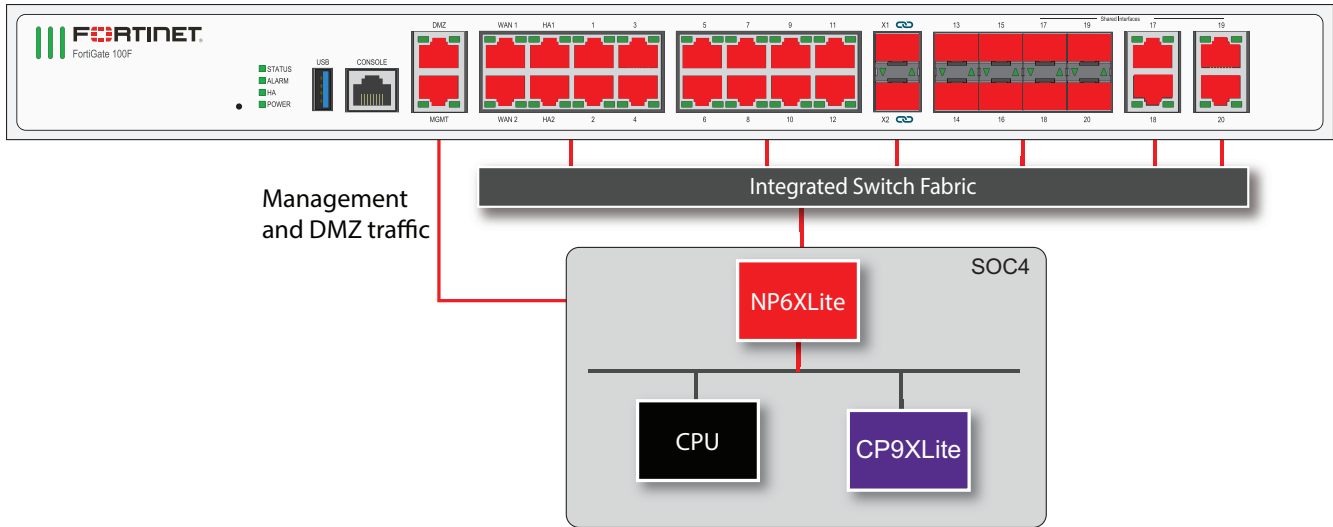 FORTINET
FortiGate 100F
STATUS
ALARM
HA
POWER
USB
CONSOLE
DMZ
MGMT
WAN 1 HA1 1 3
WAN 2 HA2 2 4
5 7 9 11
6 8 10 12
X1
X2
Shared Interfaces
13 15 17 19
14 16 18 20
17 19
18 20
Management
and DMZ traffic
Integrated Switch Fabric
SOC4
NP6XLite
CPU
CP9XLite